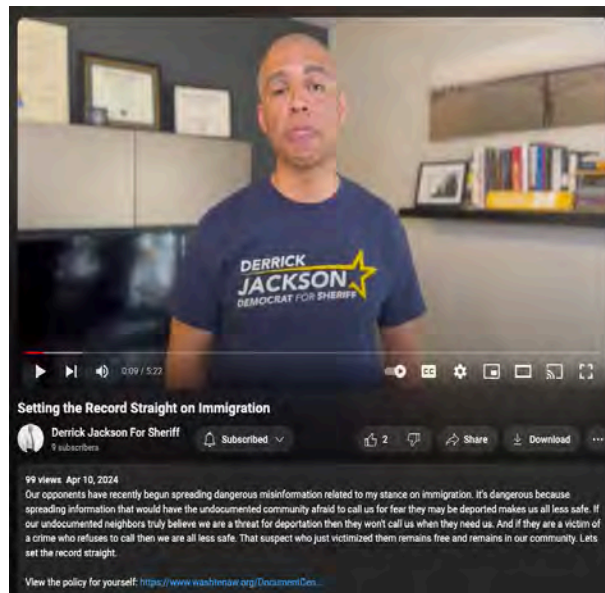 DERRICK
JACKSON
DEMOCRAT FOR SHERIFF
0:09 / 5:22
CC
Setting the Record Straight on Immigration
Derrick Jackson For Sheriff
9 subscribers
Subscribed
2
Share
Download
99 views Apr 10, 2024
Our opponents have recently begun spreading dangerous misinformation related to my stance on immigration. It's dangerous because
spreading information that would have the undocumented community afraid to call us for fear they may be deported makes us all less safe. If
our undocumented neighbors truly believe we are a threat for deportation then they won't call us when they need us. And if they are a victim of
a crime who refuses to call then we are all less safe. That suspect who just victimized them remains free and remains in our community. Lets
set the record straight.
View the policy for yourself: https://www.washtenaw.org/DocumentCen...